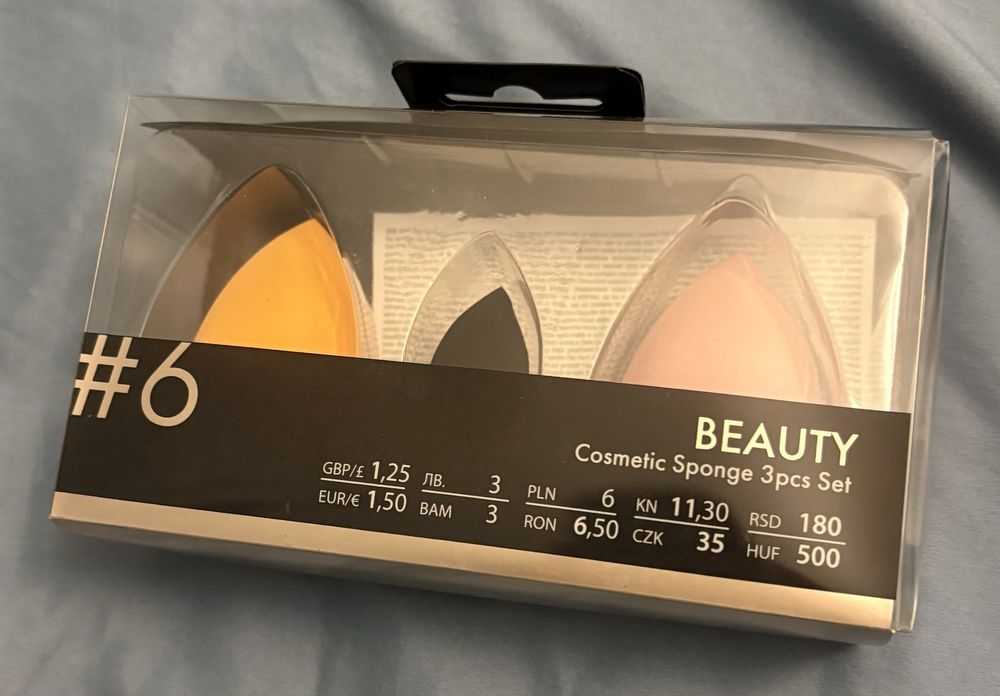 #6
BEAUTY
Cosmetic Sponge 3pcs Set
GBP/£ 1,25 ЛВ. 3 PLN 6 KN 11,30 RSD 180
EUR/€ 1,50 BAM 3 RON 6,50 CZK 35 HUF 500